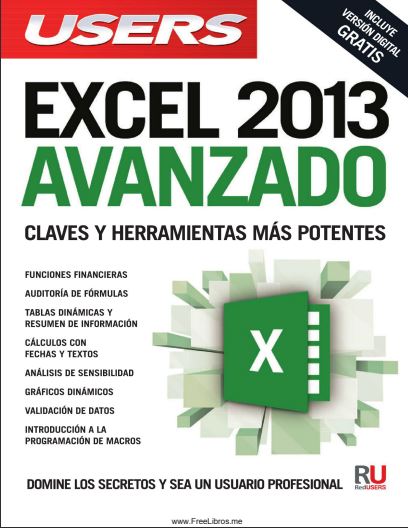 USERS
INCLUYE
VERSIÓN DIGITAL
GRATIS
EXCEL 2013
AVANZADO
CLAVES Y HERRAMIENTAS MÁS POTENTES
FUNCIONES FINANCIERAS
AUDITORÍA DE FÓRMULAS
TABLAS DINÁMICAS Y
RESUMEN DE INFORMACIÓN
CÁLCULOS CON
FECHAS Y TEXTOS
ANÁLISIS DE SENSIBILIDAD
GRÁFICOS DINÁMICOS
VALIDACIÓN DE DATOS
INTRODUCCIÓN A LA
PROGRAMACIÓN DE MACROS
X
DOMINE LOS SECRETOS Y SEA UN USUARIO PROFESIONAL
RU
RedUSERS
www.FreeLibros.me